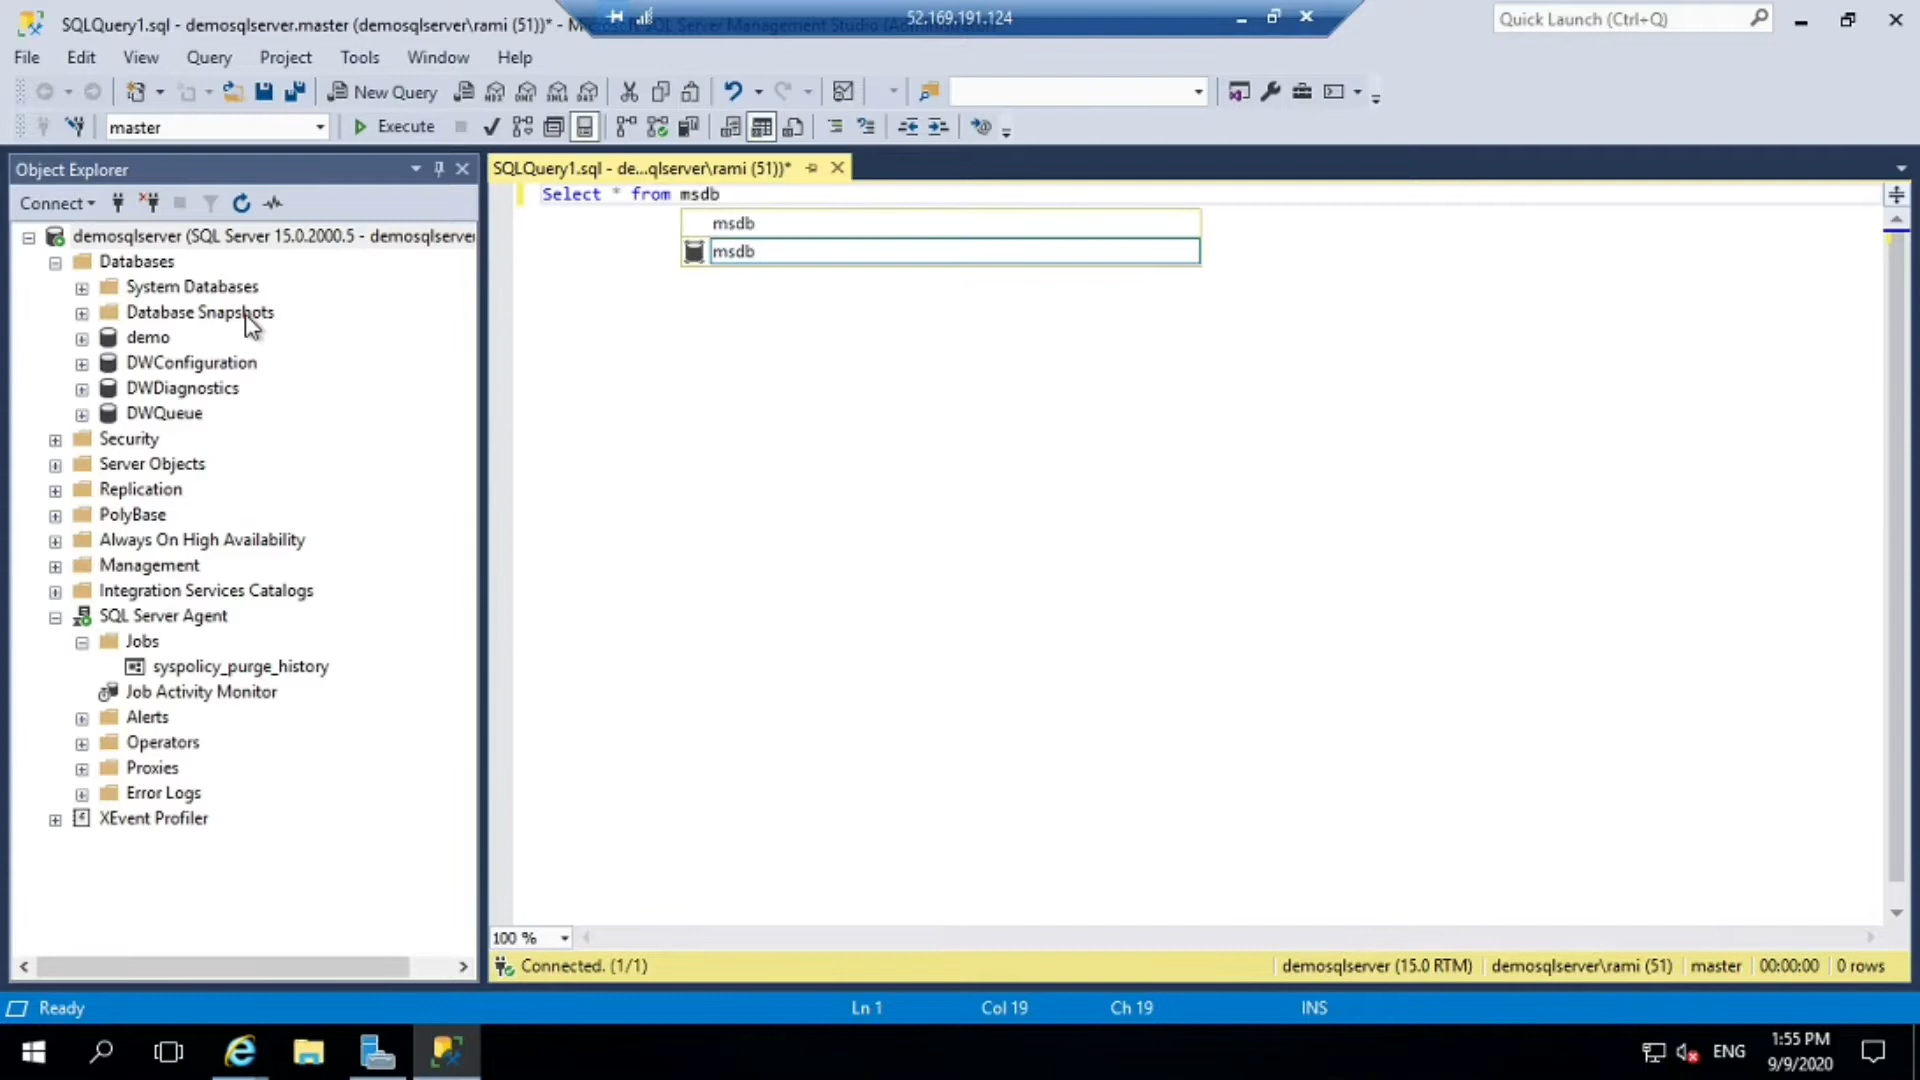 SQLQuery1.sql - demosqlserver.master (demosqlserver\rami (51))* - Microsoft SQL Server Management Studio (Administrator)
52.169.191.124
Quick Launch (Ctrl+Q)
File Edit View Query Project Tools Window Help
New Query
master
Execute
Object Explorer
Connect
demosqlserver (SQL Server 15.0.2000.5 - demosqlserver
Databases
System Databases
Database Snapshots
demo
DWConfiguration
DWDiagnostics
DWQueue
Security
Server Objects
Replication
PolyBase
Always On High Availability
Management
Integration Services Catalogs
SQL Server Agent
Jobs
syspolicy_purge_history
Job Activity Monitor
Alerts
Operators
Proxies
Error Logs
XEvent Profiler
SQLQuery1.sql - de...qlserver\rami (51))*
Select * from msdb
msdb
msdb
100 %
Connected. (1/1)
demosqlserver (15.0 RTM) demosqlserver\rami (51) master 00:00:00 0 rows
Ready Ln 1 Col 19 Ch 19 INS
ENG
1:55 PM
9/9/2020